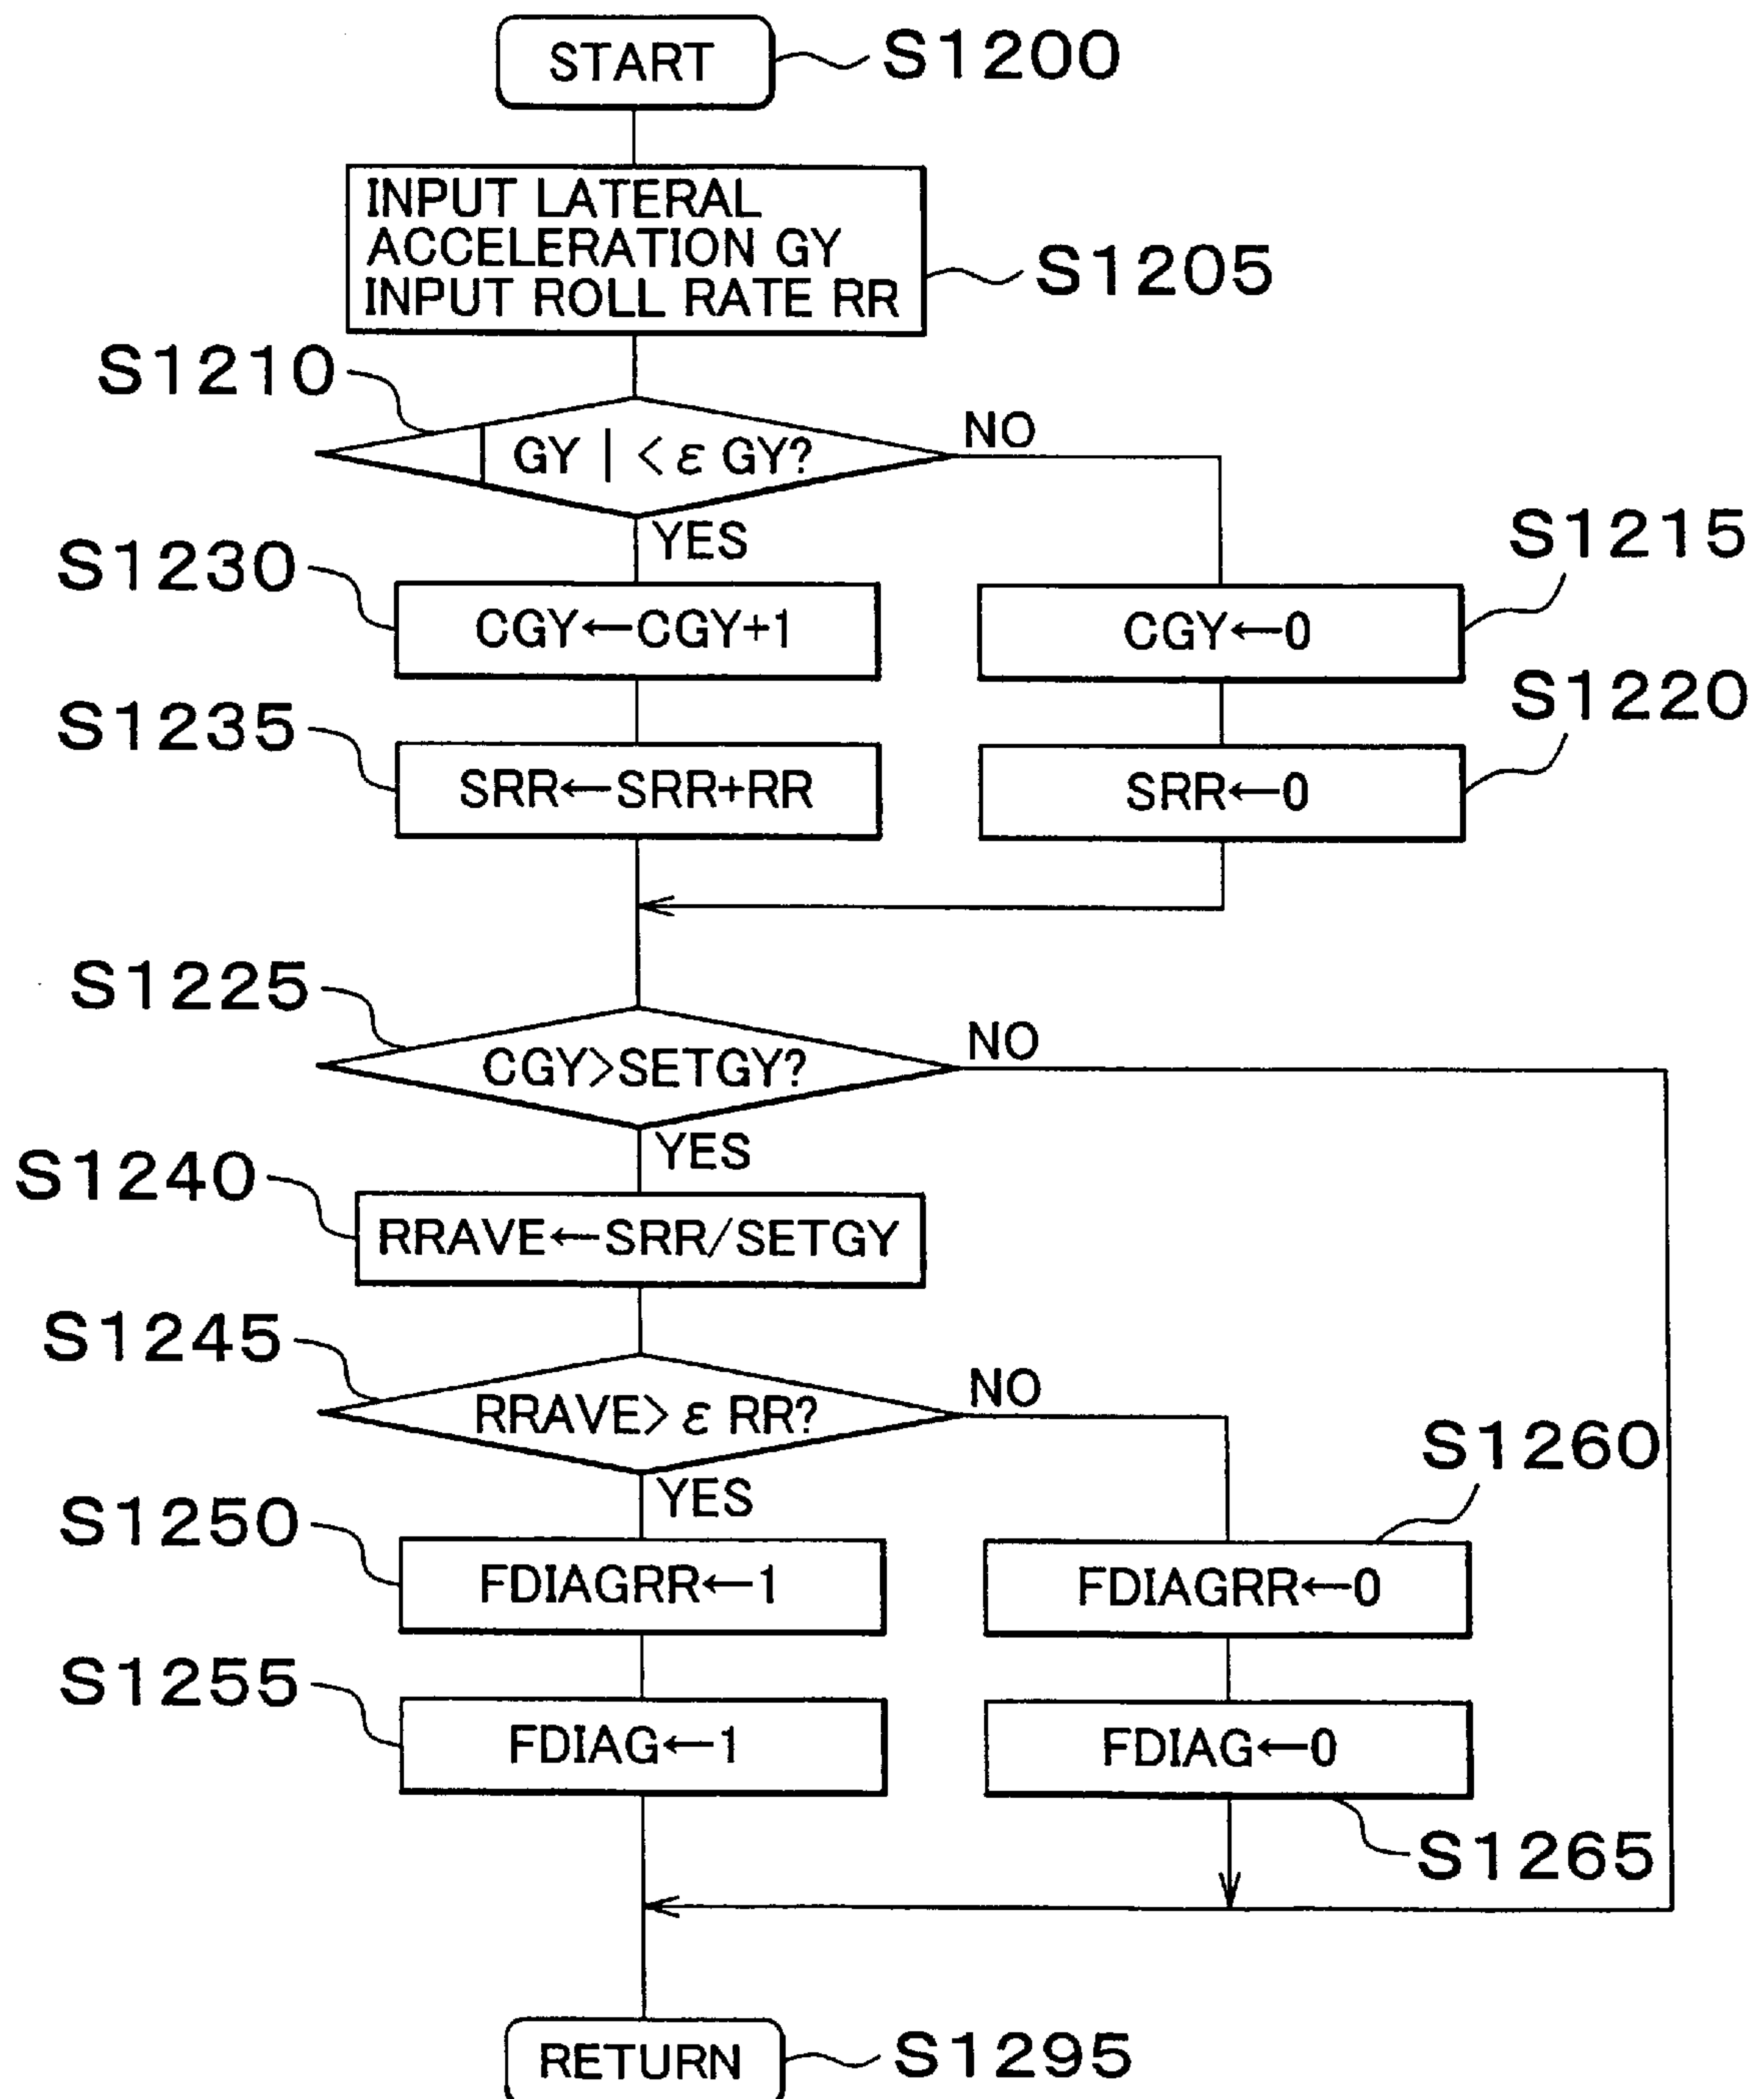 START
S1200
INPUT LATERAL
ACCELERATION GY
INPUT ROLL RATE RR
S1205
S1210
| GY | < ε GY?
NO
YES
S1215
S1230
CGY←CGY+1
CGY←0
S1220
S1235
SRR←SRR+RR
SRR←0
S1225
CGY>SETGY?
NO
YES
S1240
RRAVE←SRR/SETGY
S1245
RRAVE> ε RR?
NO
YES
S1260
S1250
FDIAGRR←1
FDIAGRR←0
S1255
FDIAG←1
FDIAG←0
S1265
RETURN
S1295